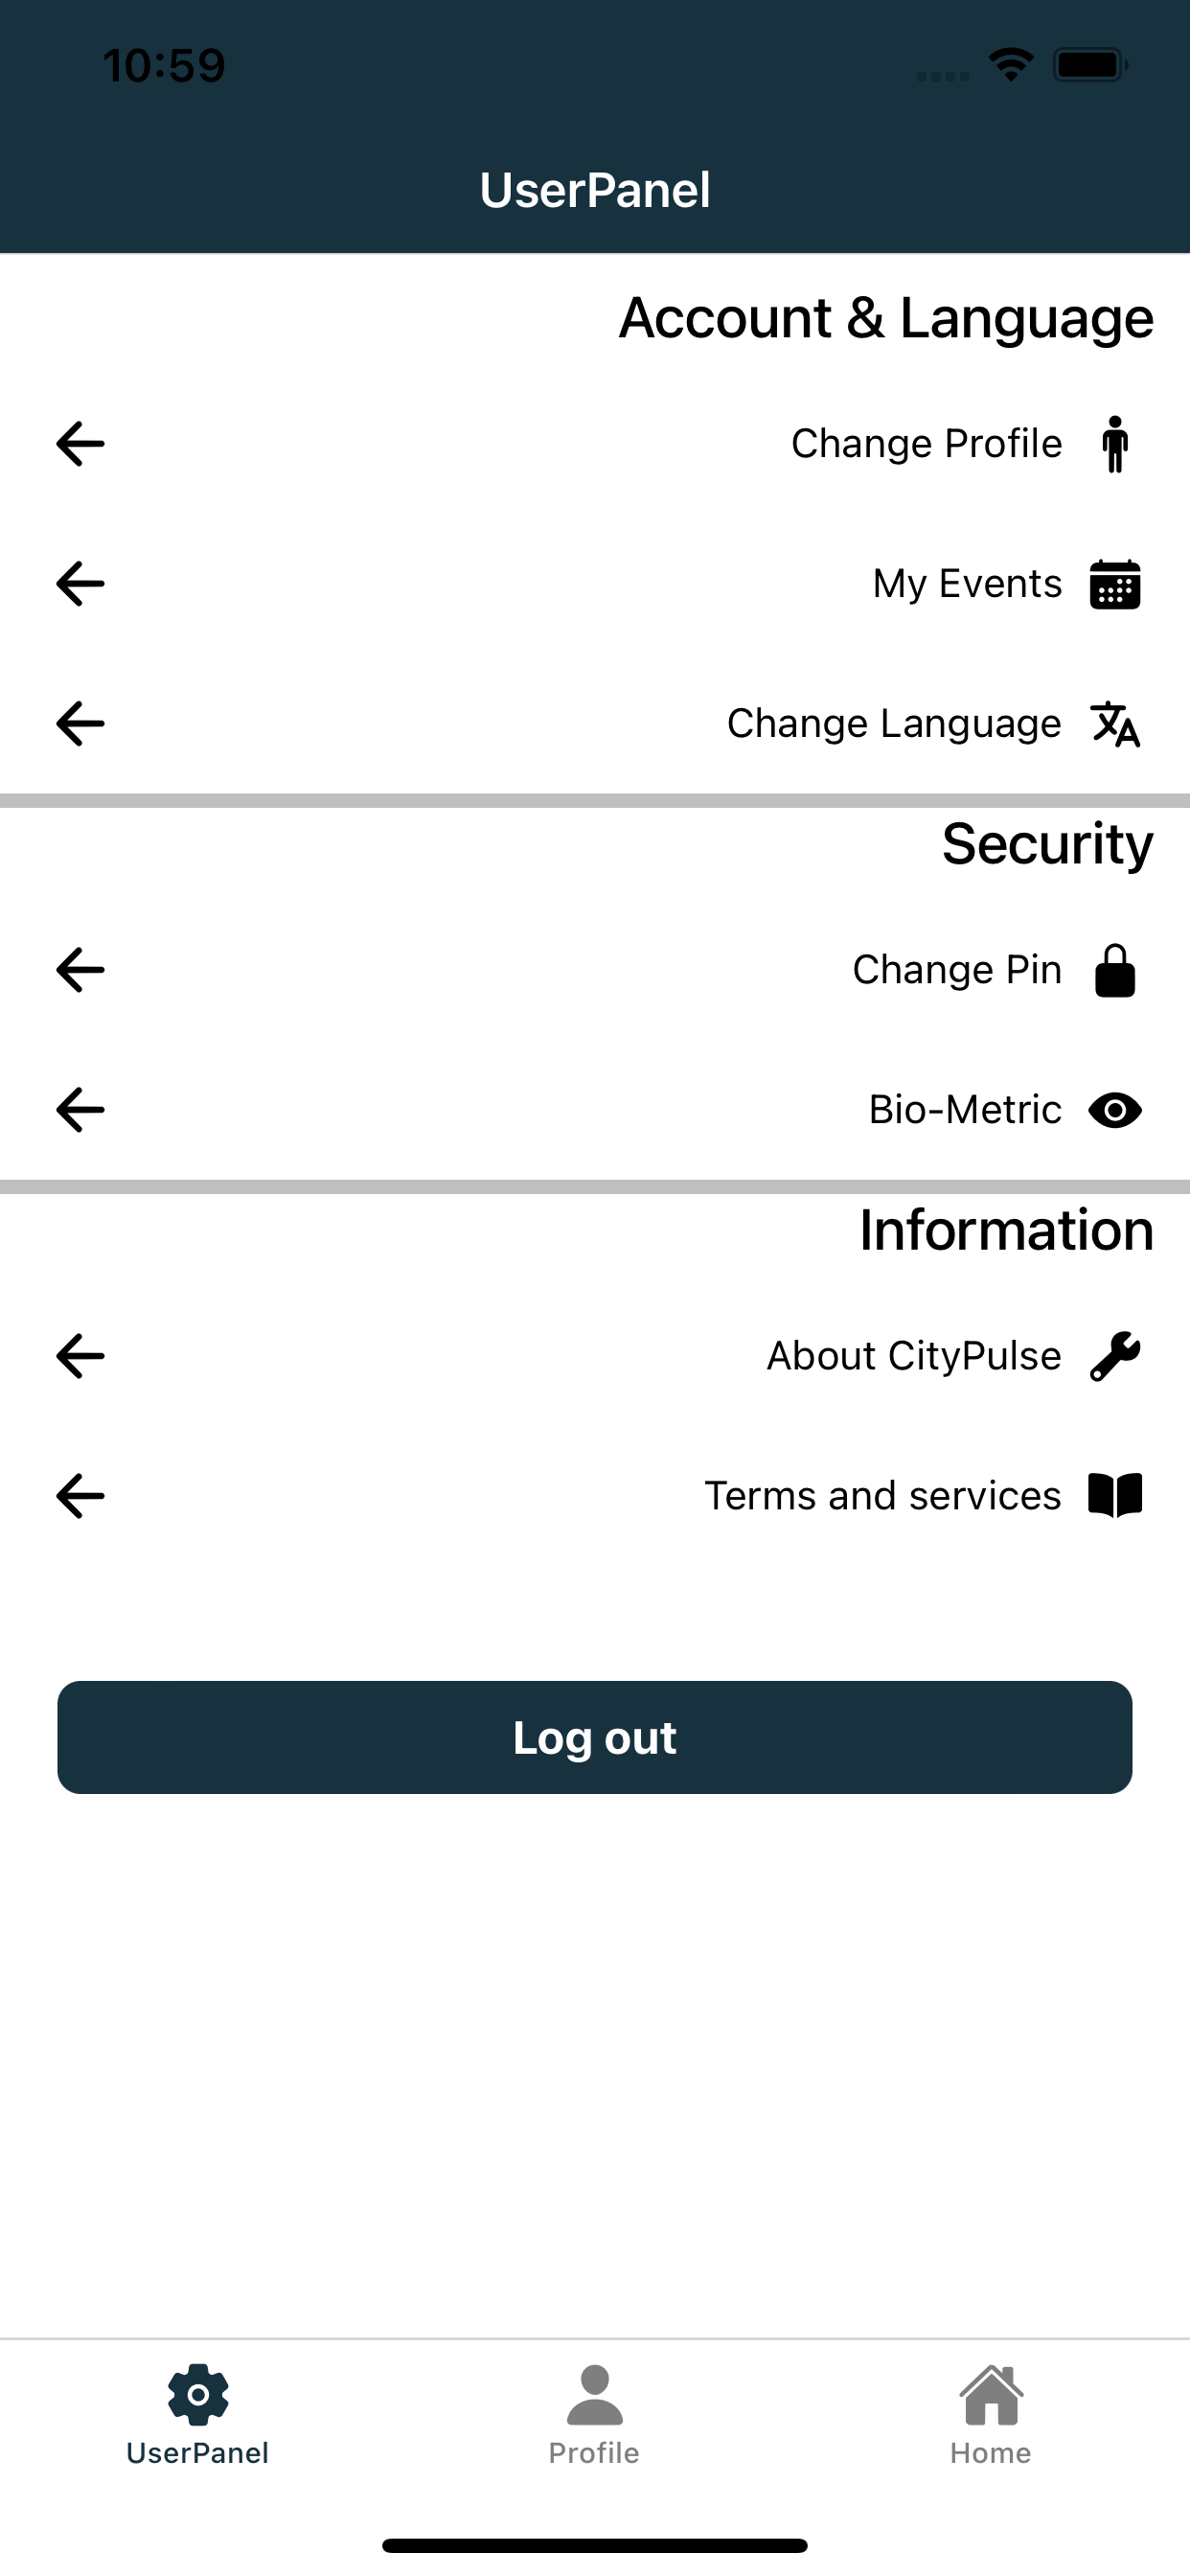 10:59
UserPanel
Account & Language
Change Profile
My Events
Change Language
Security
Change Pin
Bio-Metric
Information
About CityPulse
Terms and services
Log out
UserPanel
Profile
Home